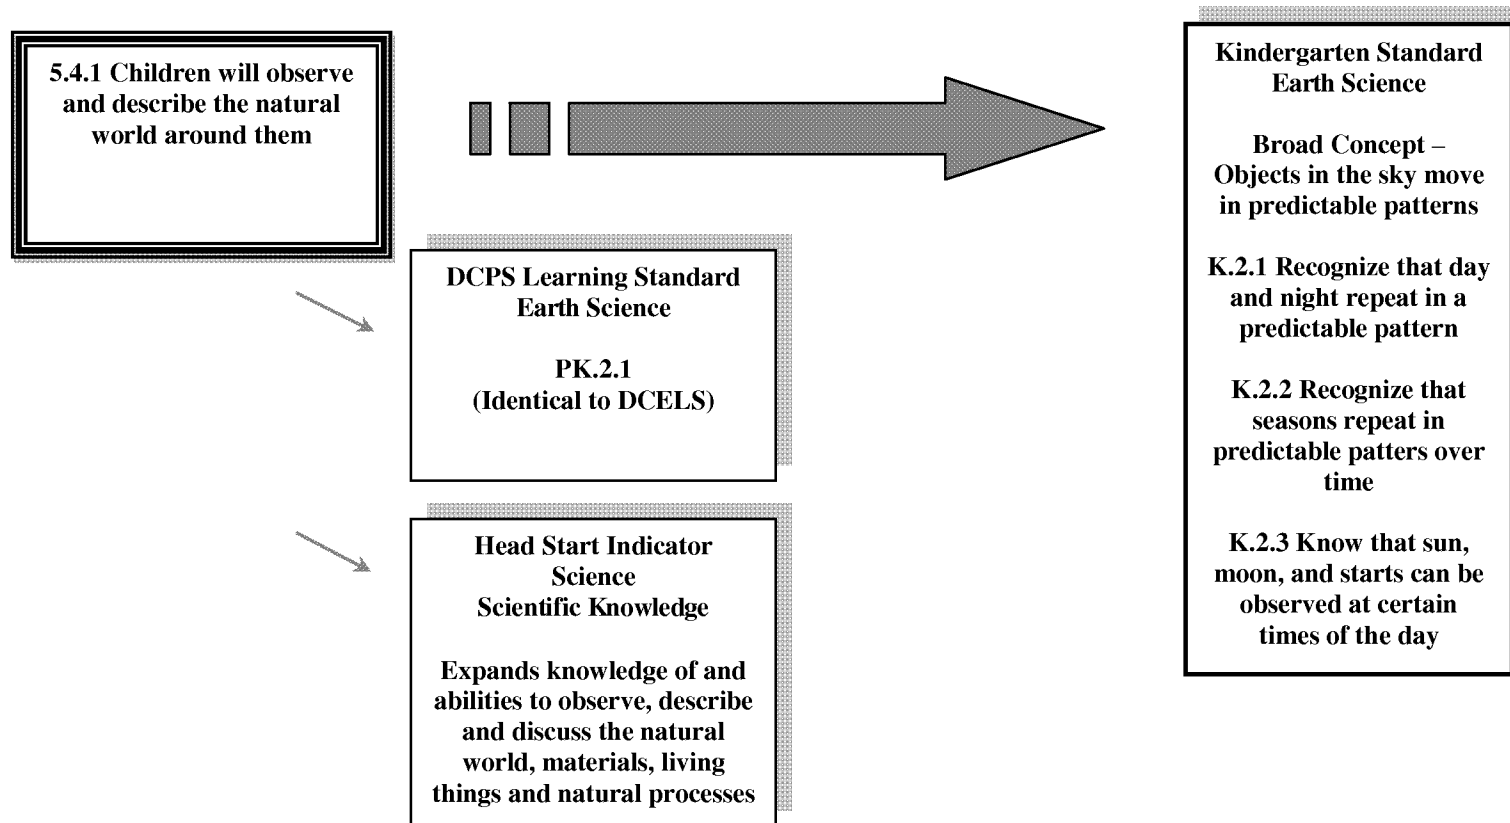 5.4.1 Children will observe
and describe the natural
world around them
DCPS Learning Standard
Earth Science
PK.2.1
(Identical to DCELS)
Head Start Indicator
Science
Scientific Knowledge
Expands knowledge of and
abilities to observe, describe
and discuss the natural
world, materials, living
things and natural processes
Kindergarten Standard
Earth Science
Broad Concept –
Objects in the sky move
in predictable patterns
K.2.1 Recognize that day
and night repeat in a
predictable pattern
K.2.2 Recognize that
seasons repeat in
predictable patters over
time
K.2.3 Know that sun,
moon, and starts can be
observed at certain
times of the day